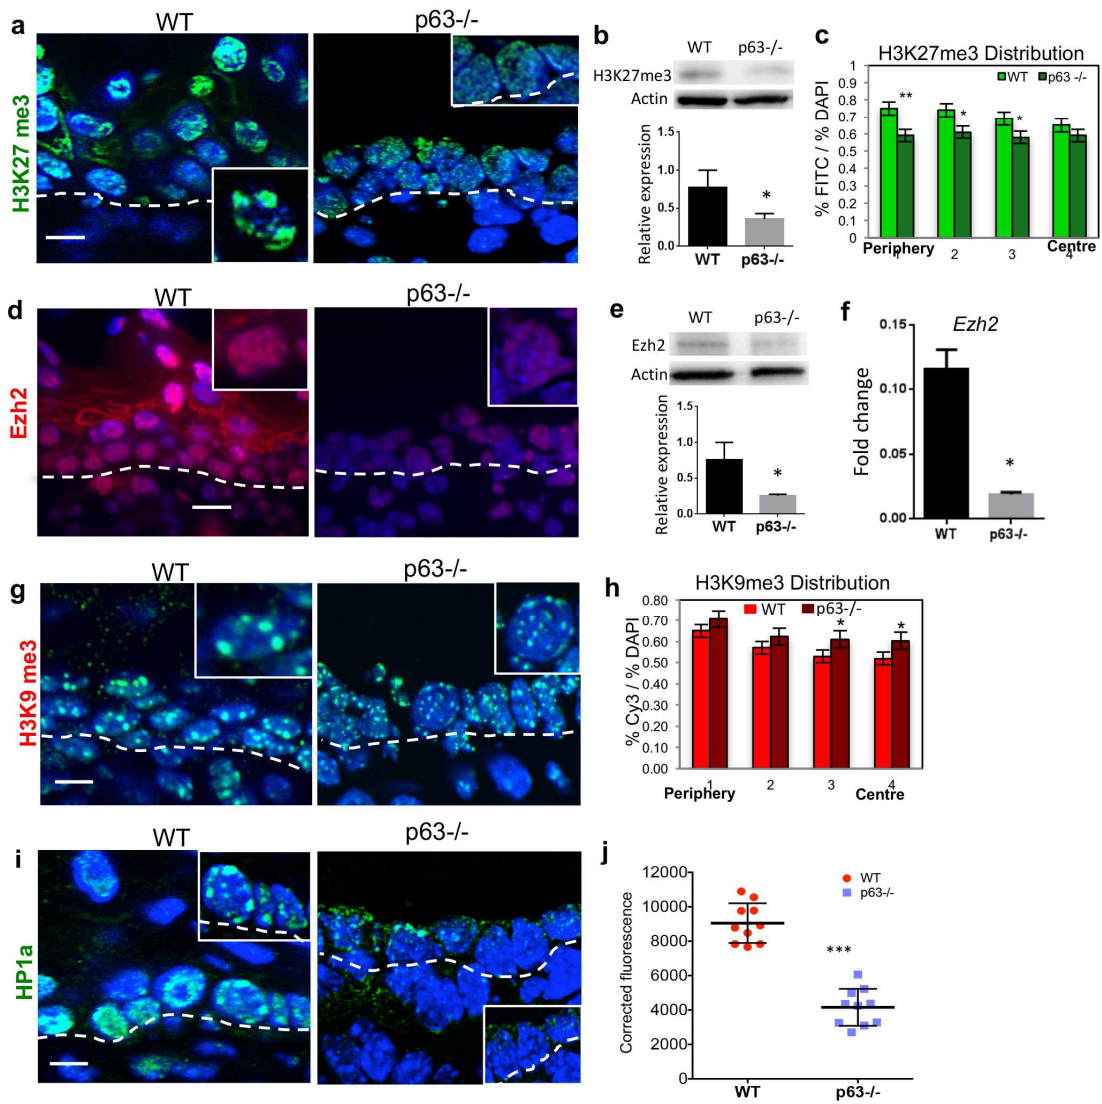 a
WT
p63-/-
H3K27 me3
b
WT
p63-/-
H3K27me3
Actin
Relative expression
1.5
1.0
0.5
0.0
*
WT
p63-/-
c
H3K27me3 Distribution
WT
p63 -/-
% FITC / % DAPI
1
0.9
0.8
0.7
0.6
0.5
0.4
0.3
0.2
0.1
0
**
*
*
Periphery
Centre
1
2
3
4
d
WT
p63-/-
Ezh2
e
WT
p63-/-
Ezh2
Actin
Relative expression
1.5
1.0
0.5
0.0
*
WT
p63-/-
f
Ezh2
Fold change
0.15
0.10
0.05
0.00
*
WT
p63-/-
g
WT
p63-/-
H3K9 me3
h
H3K9me3 Distribution
WT
p63-/-
% Cy3 / % DAPI
0.80
0.70
0.60
0.50
0.40
0.30
0.20
0.10
0.00
*
*
1
2
3
4
Periphery
Centre
i
WT
p63-/-
HP1a
j
WT
p63-/-
Corrected fluorescence
12000
10000
8000
6000
4000
2000
0
***
WT
p63-/-